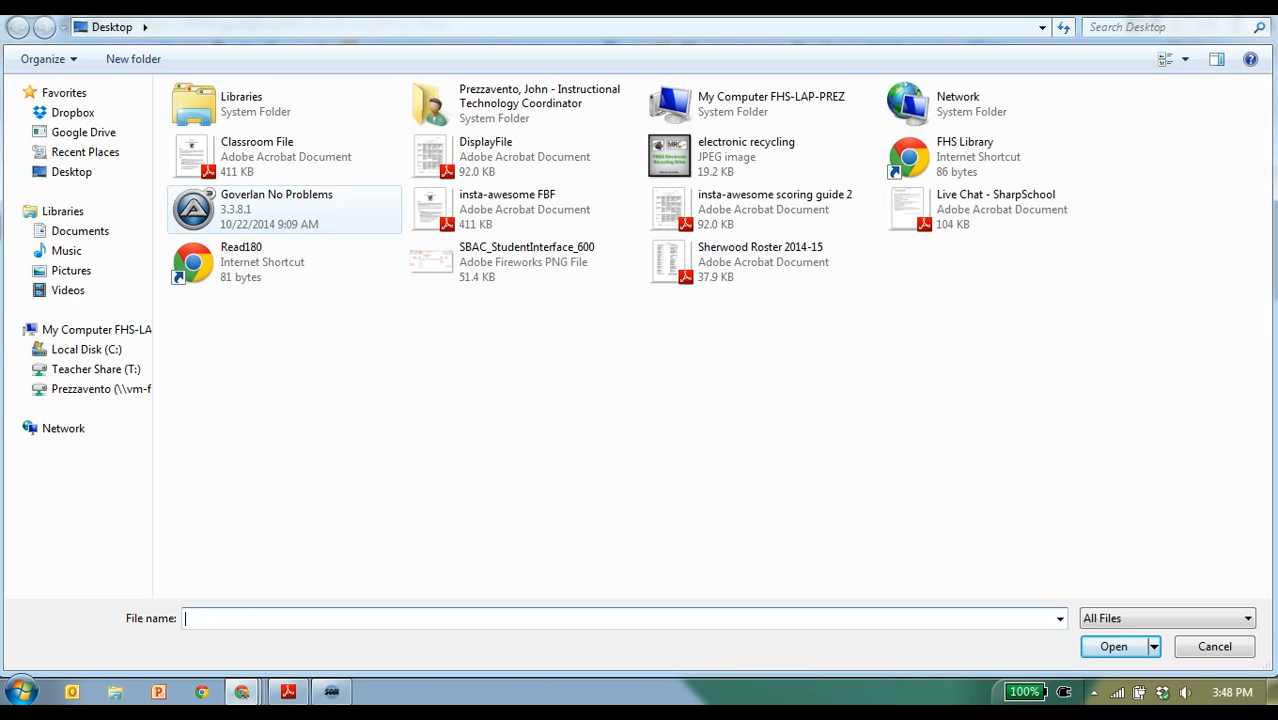 Desktop
Search Desktop
Organize
New folder
Favorites
Dropbox
Google Drive
Recent Places
Desktop
Libraries
Documents
Music
Pictures
Videos
My Computer FHS-LA
Local Disk (C:)
Teacher Share (T:)
Prezzavento (\\vm-f
Network
Libraries
System Folder
Prezzavento, John - Instructional
Technology Coordinator
System Folder
My Computer FHS-LAP-PREZ
System Folder
Network
System Folder
Classroom File
Adobe Acrobat Document
411 KB
DisplayFile
Adobe Acrobat Document
92.0 KB
electronic recycling
JPEG image
19.2 KB
FHS Library
Internet Shortcut
86 bytes
Goverlan No Problems
3.3.8.1
10/22/2014 9:09 AM
insta-awesome FBF
Adobe Acrobat Document
411 KB
insta-awesome scoring guide 2
Adobe Acrobat Document
92.0 KB
Live Chat - SharpSchool
Adobe Acrobat Document
104 KB
Read180
Internet Shortcut
81 bytes
SBAC_StudentInterface_600
Adobe Fireworks PNG File
51.4 KB
Sherwood Roster 2014-15
Adobe Acrobat Document
37.9 KB
File name:
All Files
Open
Cancel
100%
3:48 PM